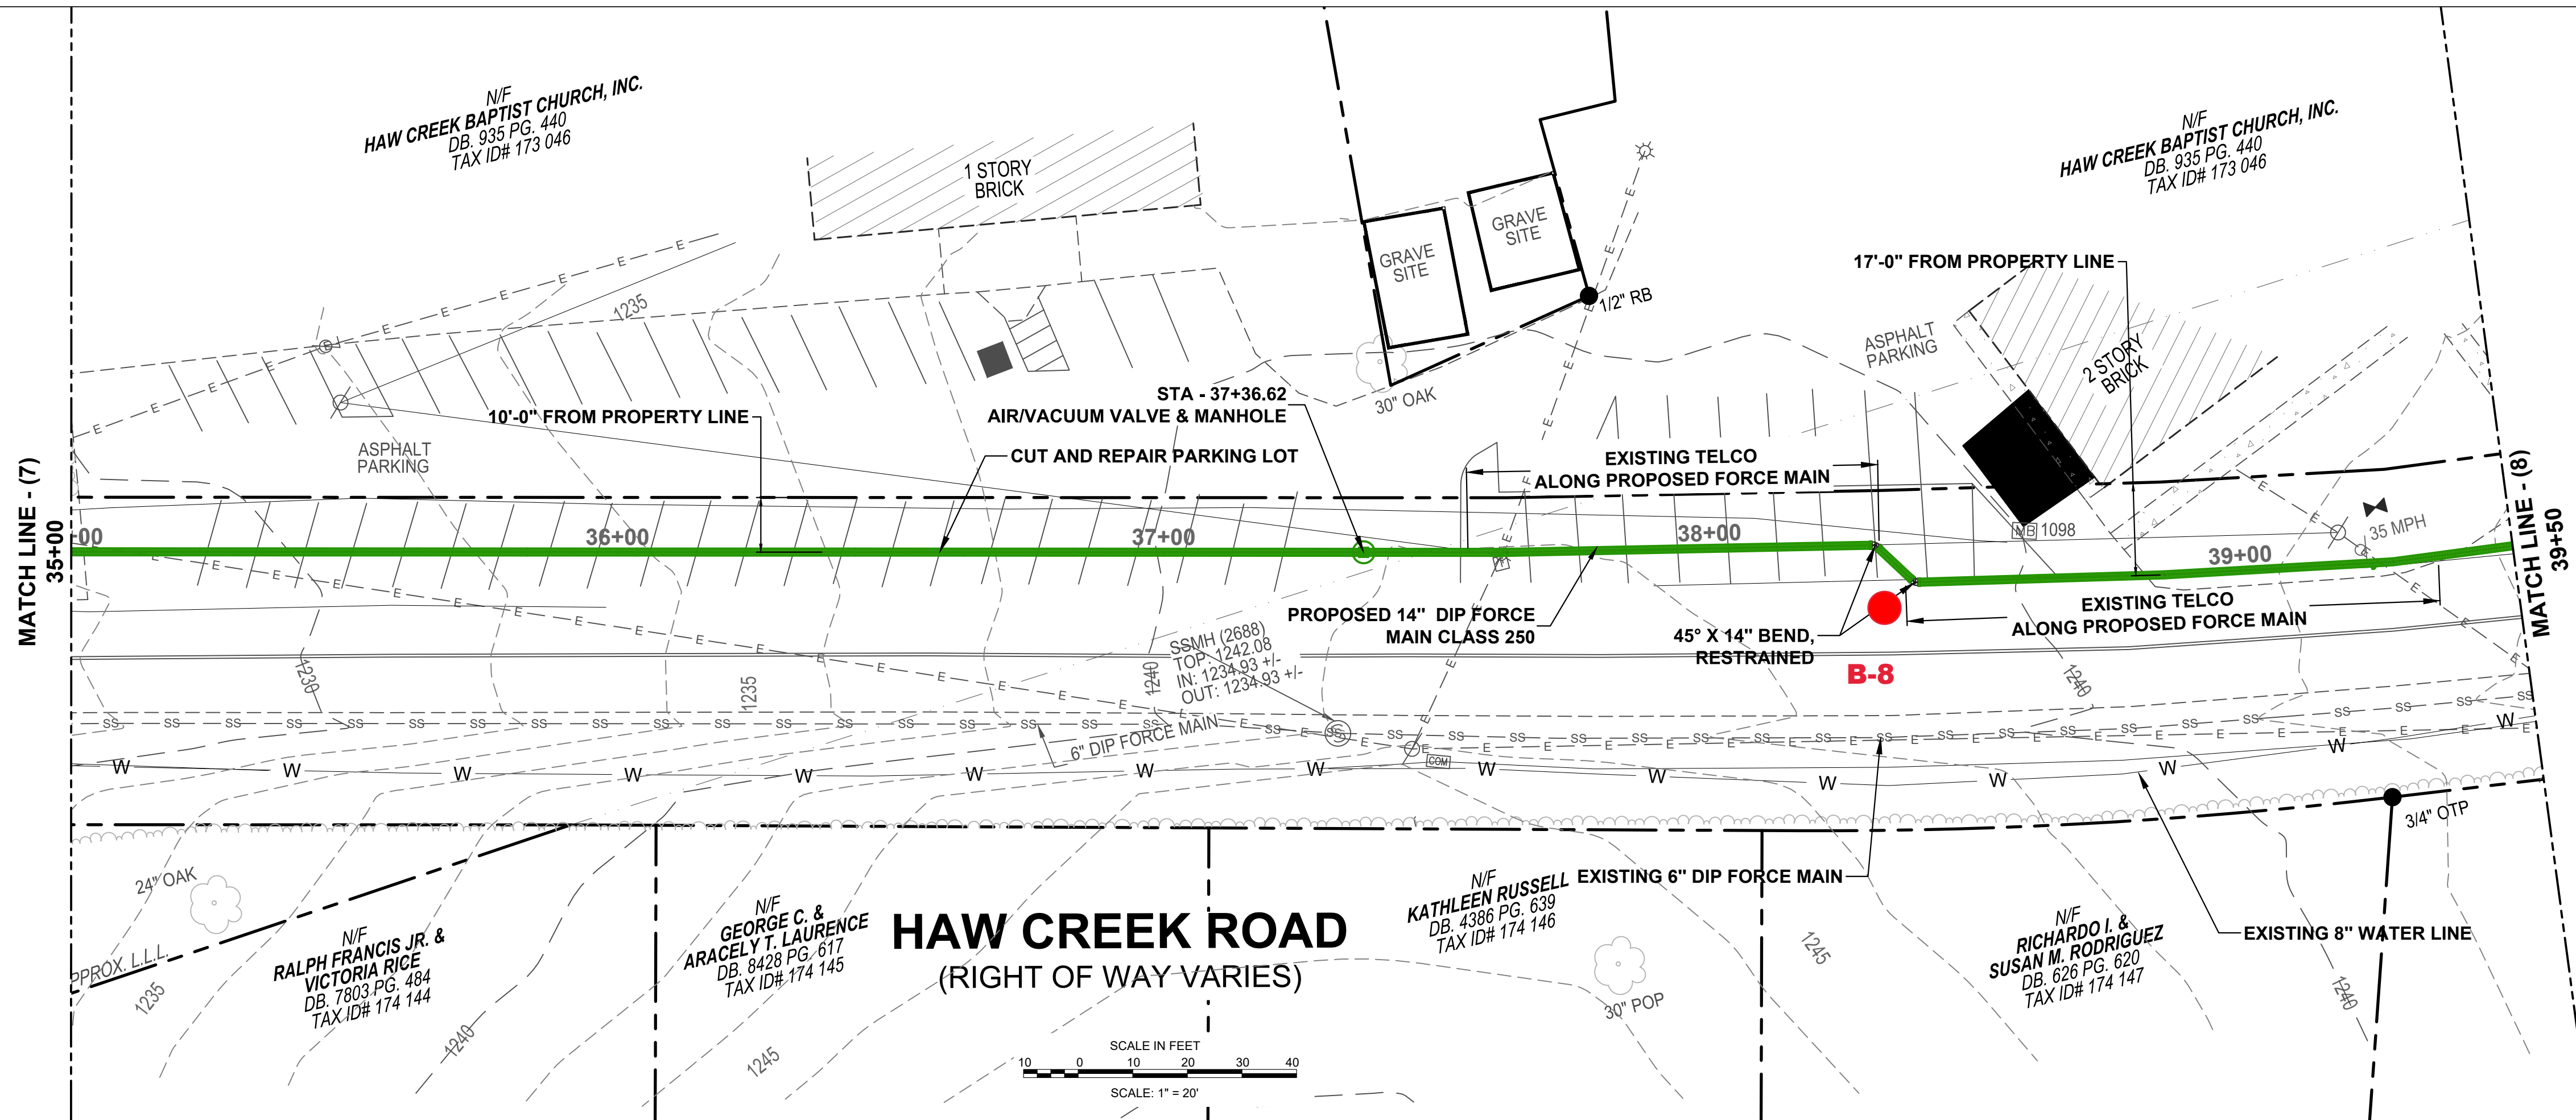 N/F
HAW CREEK BAPTIST CHURCH, INC.
DB. 935 PG. 440
TAX ID# 173 046
1 STORY
BRICK
GRAVE
SITE
GRAVE
SITE
1/2" RB
N/F
HAW CREEK BAPTIST CHURCH, INC.
DB. 935 PG. 440
TAX ID# 173 046
17'-0" FROM PROPERTY LINE
ASPHALT
PARKING
2 STORY
BRICK
1235
30" OAK
STA - 37+36.62
AIR/VACUUM VALVE & MANHOLE
10'-0" FROM PROPERTY LINE
CUT AND REPAIR PARKING LOT
ASPHALT
PARKING
EXISTING TELCO
ALONG PROPOSED FORCE MAIN
MATCH LINE - (7)
35+00
-00
36+00
37+00
38+00
39+00
MB 1098
35 MPH
MATCH LINE - (8)
39+50
PROPOSED 14" DIP FORCE
MAIN CLASS 250
45° X 14" BEND,
RESTRAINED
B-8
EXISTING TELCO
ALONG PROPOSED FORCE MAIN
SSMH (2688)
TOP: 1242.08
IN: 1234.93 +/-
OUT: 1234.93 +/-
1230
1235
1240
1240
6" DIP FORCE MAIN
COM
E E E E E E
SS SS SS SS SS SS
W W W W W W W W W W W W W W W
3/4" OTP
24" OAK
PPROX. L.L.L.
1235
N/F
RALPH FRANCIS JR. &
VICTORIA RICE
DB. 7803 PG. 484
TAX ID# 174 144
1240
N/F
GEORGE C. &
ARACELY T. LAURENCE
DB. 8428 PG. 617
TAX ID# 174 145
1245
HAW CREEK ROAD
(RIGHT OF WAY VARIES)
N/F
KATHLEEN RUSSELL
DB. 4386 PG. 639
TAX ID# 174 146
EXISTING 6" DIP FORCE MAIN
30" POP
1245
N/F
RICHARDO I. &
SUSAN M. RODRIGUEZ
DB. 626 PG. 620
TAX ID# 174 147
EXISTING 8" WATER LINE
1240
SCALE IN FEET
10 0 10 20 30 40
SCALE: 1" = 20'